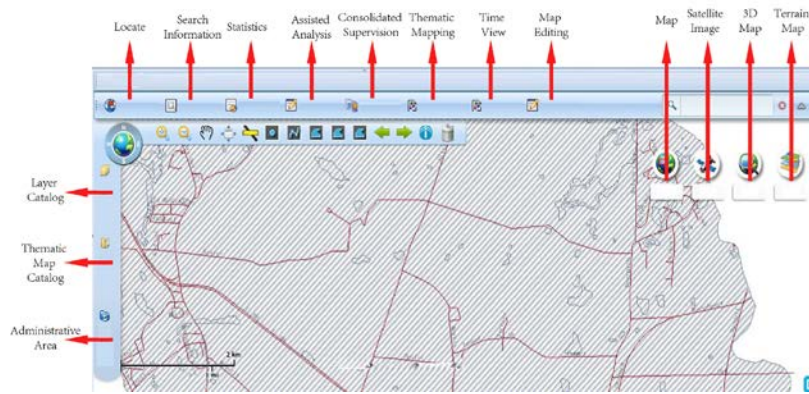 Locate
Search
Information
Statistics
Assisted
Analysis
Consolidated
Supervision
Thematic
Mapping
Time
View
Map
Editing
Map
Satellite
Image
3D
Map
Terrain
Map
Layer
Catalog
Thematic
Map
Catalog
Administrative
Area
2 km